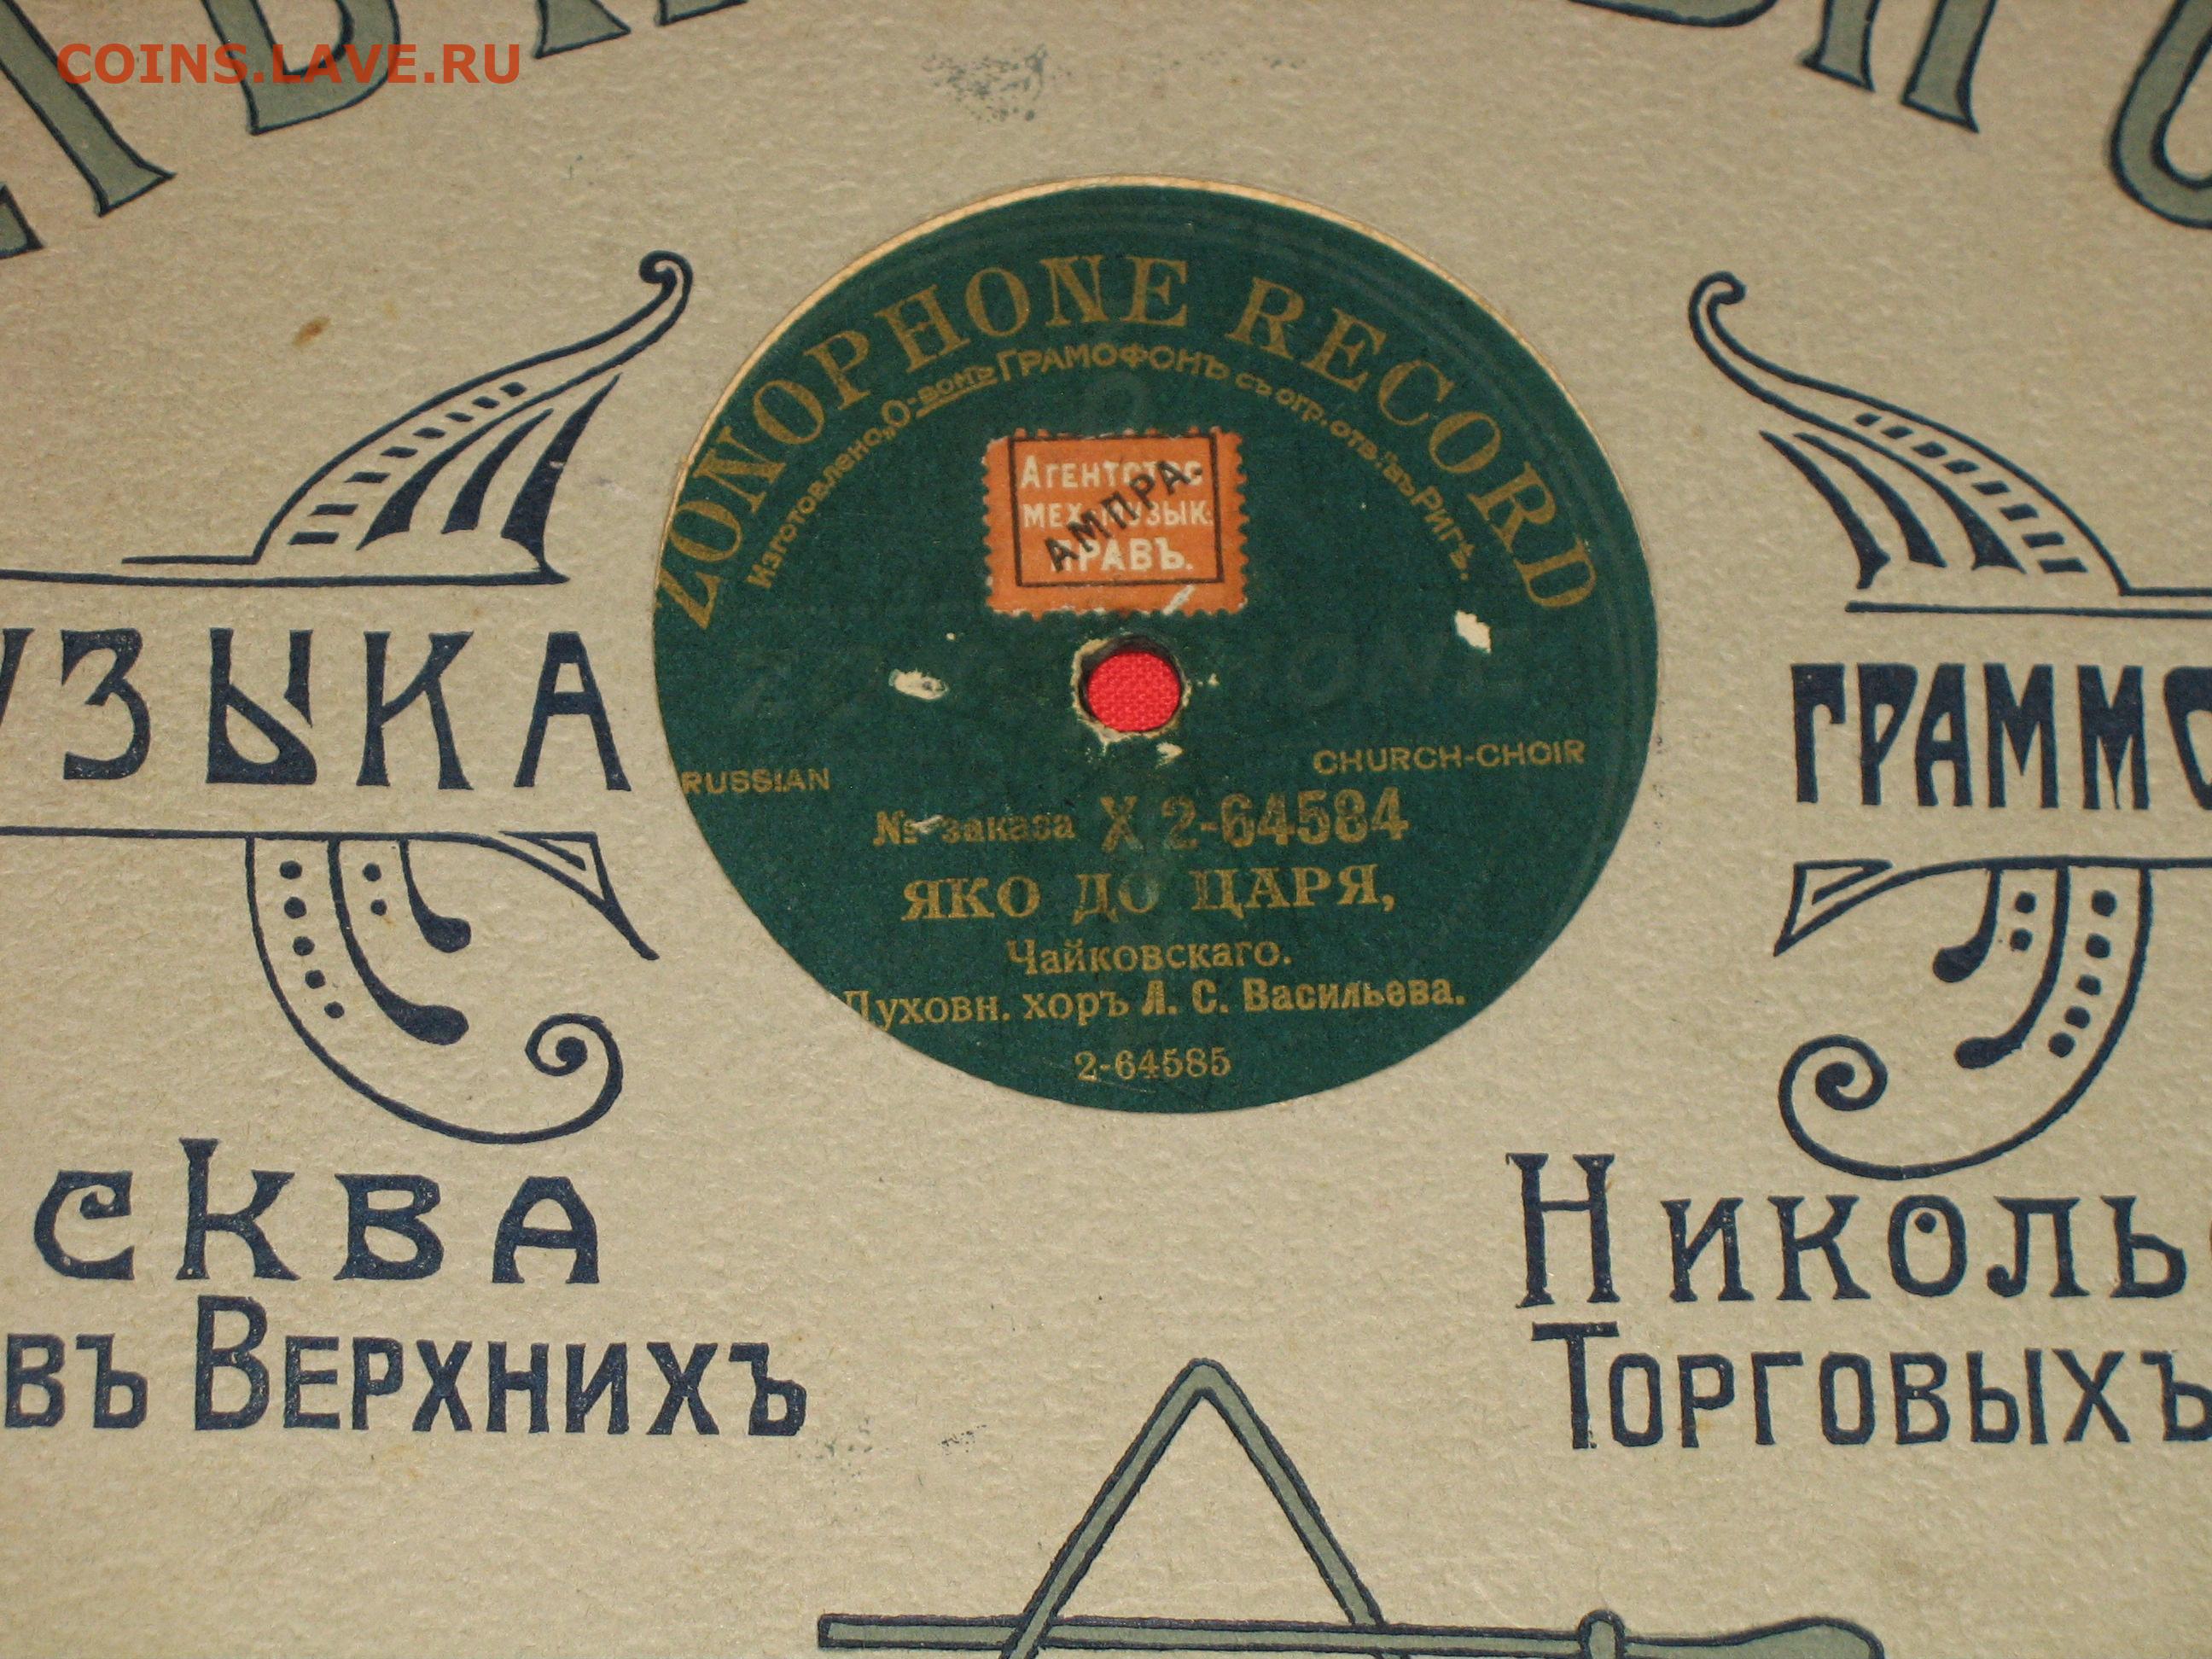 COINS.LAVE.RU
ZONOPHONE RECORD
Изготовлено „О-вомъ ГРАМОФОНЪ съ огр. отв." въ РИГѢ.
АГЕНТСТВО
МЕХ. МУЗЫК.
ПРАВЪ.
АМПРА.
RUSSIAN
CHURCH-CHOIR
№ заказа X 2-64584
ЯКО ДО ЦАРЯ,
Чайковскаго.
Духовн. хоръ Л. С. Васильева.
2-64585
УЗЫКА
ГРАММО
СКВА
НИКОЛЬ
ВЪ ВЕРХНИХЪ
ТОРГОВЫХЪ